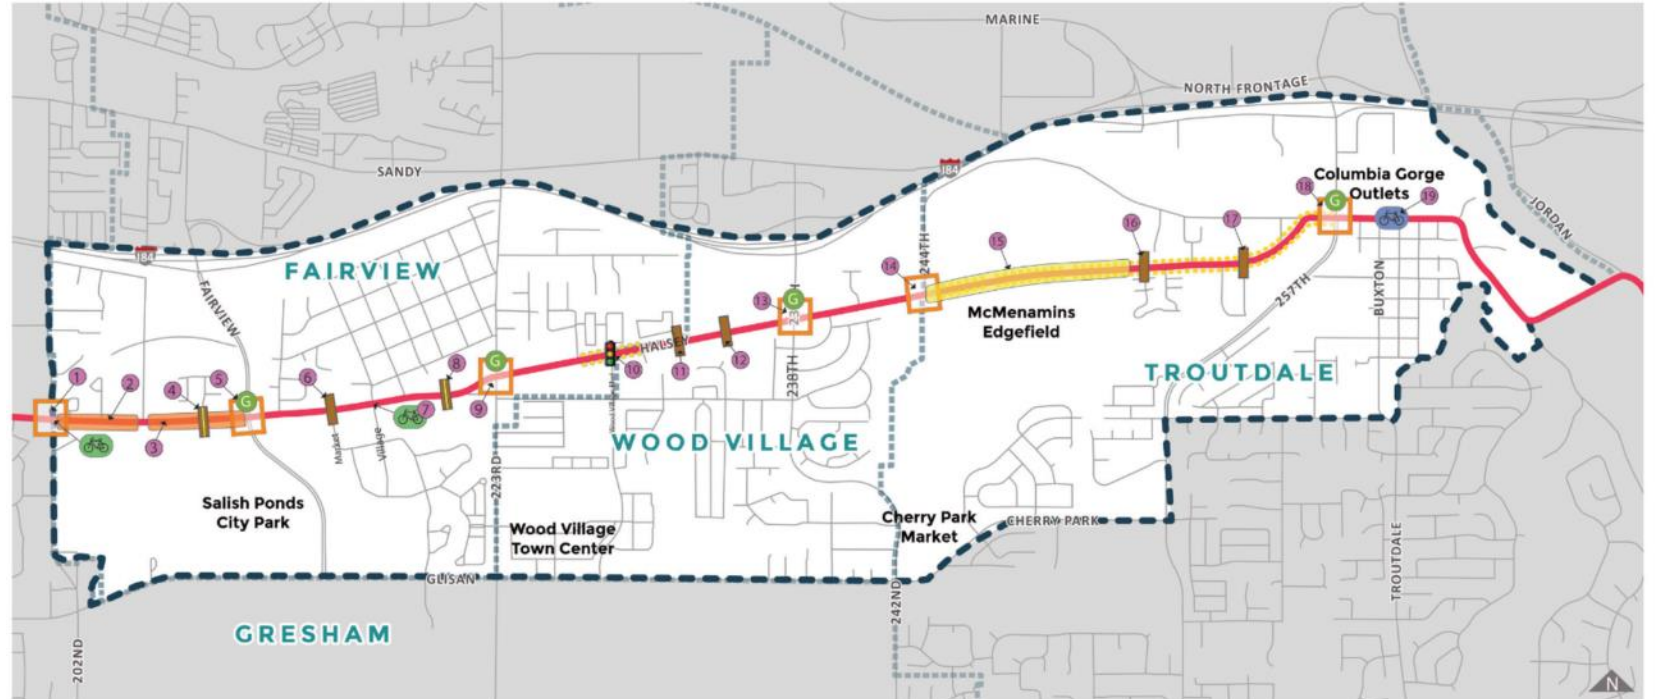 MARINE
NORTH FRONTAGE
SANDY
I84
Columbia Gorge
Outlets
18
G
19
JORDAN
16
17
15
244TH
14
I84
FAIRVIEW
FAIRVIEW
13
G
238TH
McMenamins
Edgefield
257TH
BUXTON
HALSEY
10
11
12
TROUTDALE
1
2
3
4
5
G
6
7
8
9
G
Market
Village
WOOD VILLAGE
223RD
Salish Ponds
City Park
Wood Village
Town Center
Cherry Park
Market
CHERRY PARK
GLISAN
242ND
TROUTDALE
GRESHAM
202ND
N